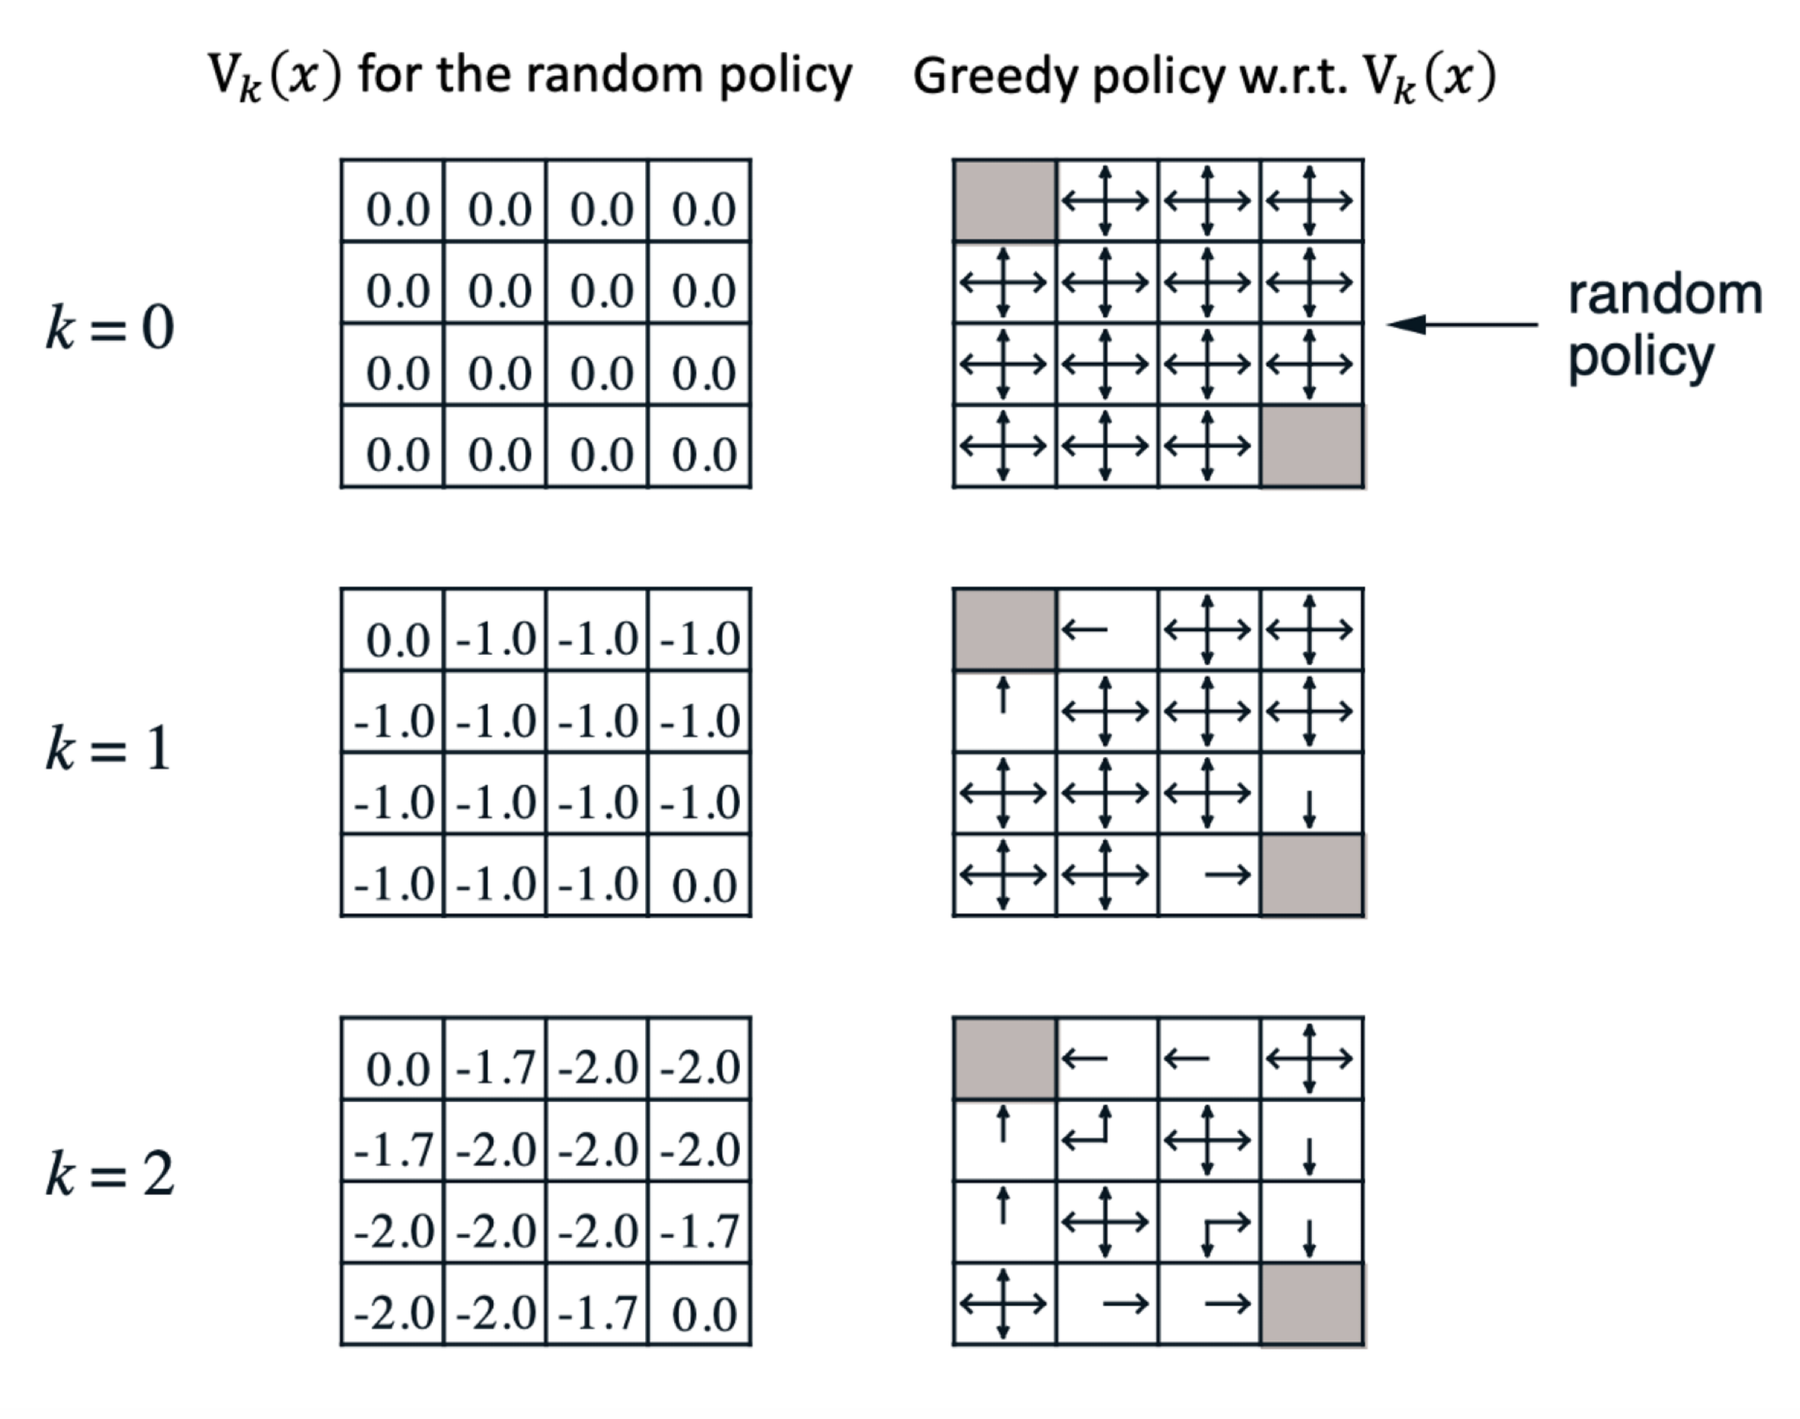 Vₖ(x) for the random policy Greedy policy w.r.t. Vₖ(x)
k = 0
0.0 0.0 0.0 0.0
0.0 0.0 0.0 0.0
0.0 0.0 0.0 0.0
0.0 0.0 0.0 0.0
random
policy
k = 1
0.0 -1.0 -1.0 -1.0
-1.0 -1.0 -1.0 -1.0
-1.0 -1.0 -1.0 -1.0
-1.0 -1.0 -1.0 0.0
k = 2
0.0 -1.7 -2.0 -2.0
-1.7 -2.0 -2.0 -2.0
-2.0 -2.0 -2.0 -1.7
-2.0 -2.0 -1.7 0.0